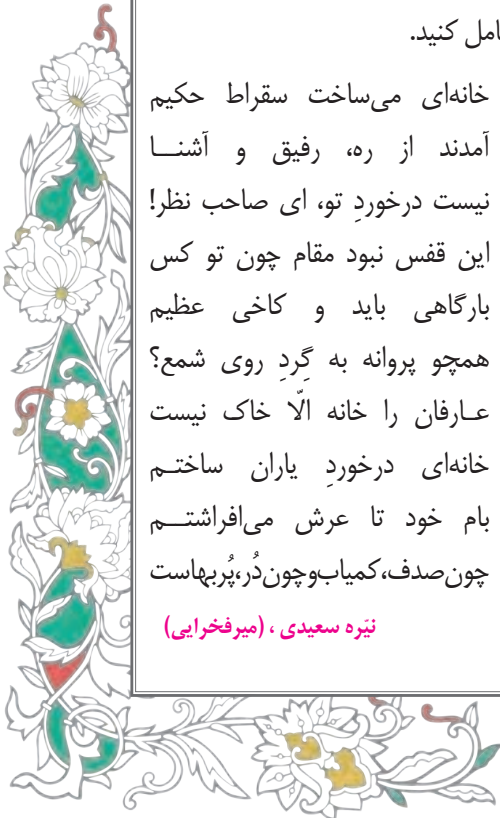 امل کنید.
خانه‌ای می‌ساخت سقراط حکیم
آمدند از ره، رفیق و آشنا
نیست درخوردِ تو، ای صاحب نظر!
این قفس نبود مقام چون تو کس
بارگاهی باید و کاخی عظیم
همچو پروانه به گِردِ روی شمع؟
عارفان را خانه الّا خاک نیست
خانه‌ای درخوردِ یاران ساختم
بام خود تا عرش می‌افراشتم
چون صدف، کمیاب و چون دُر، پُربهاست
نیّره سعیدی ، (میرفخرایی)